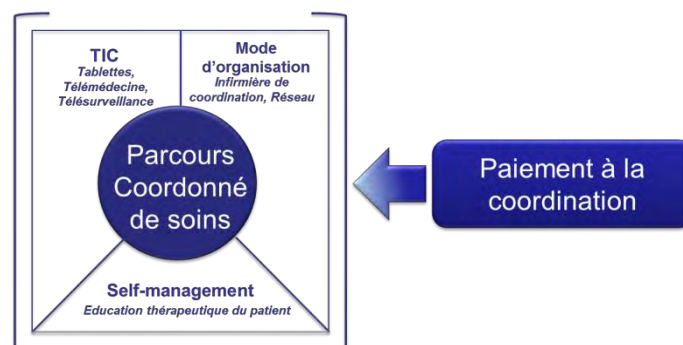 TIC
Tablettes,
Télémédecine,
Télésurveillance
Mode
d'organisation
Infirmière de
coordination, Réseau
Parcours
Coordonné
de soins
Self-management
Education thérapeutique du patient
Paiement à la
coordination